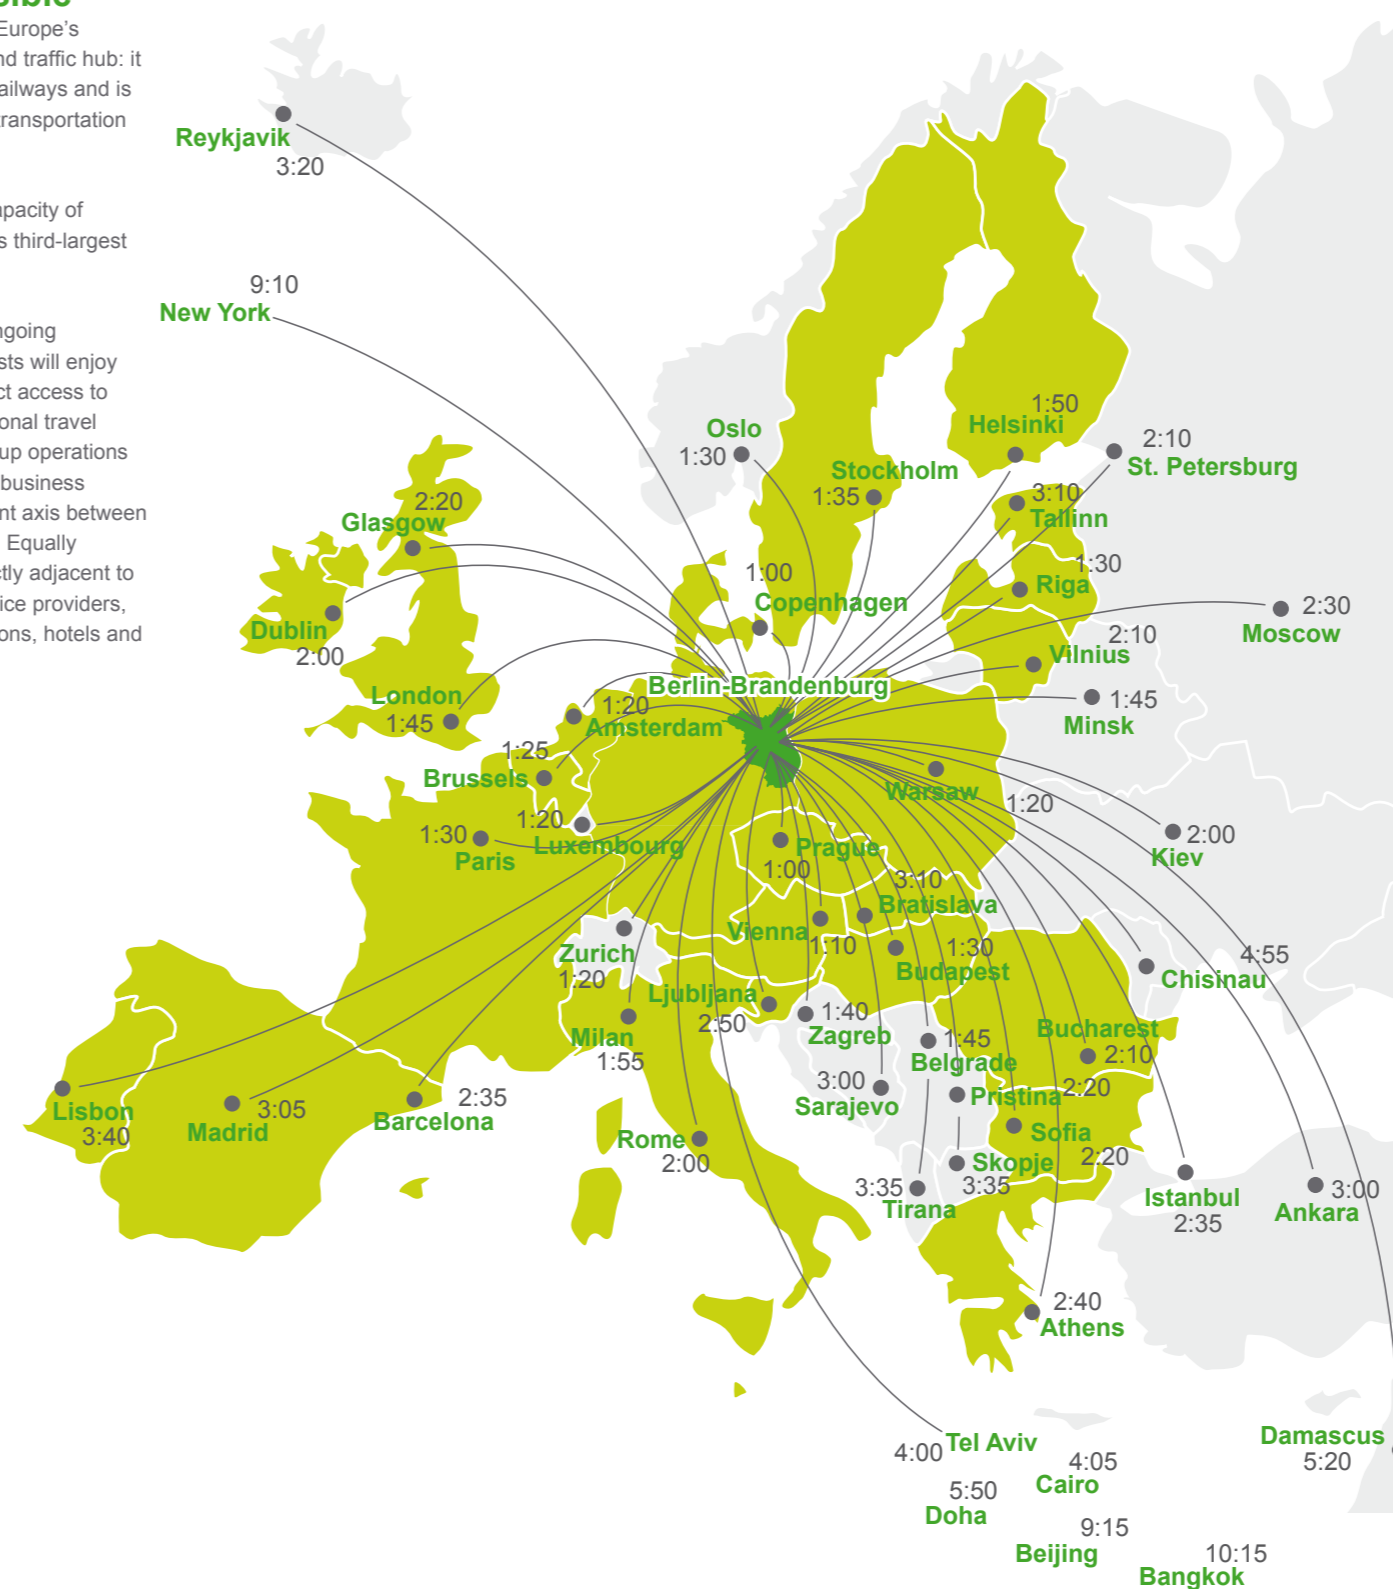 Europe's
nd traffic hub: it
ailways and is
transportation
apacity of
s third-largest
ngoing
sts will enjoy
ct access to
onal travel
up operations
business
nt axis between
Equally
ctly adjacent to
ice providers,
ons, hotels and
Reykjavik
3:20
9:10
New York
Oslo
1:30
Stockholm
1:35
1:50
Helsinki
2:10
St. Petersburg
3:10
Tallinn
2:20
Glasgow
1:00
Copenhagen
1:30
Riga
2:30
Moscow
Dublin
2:00
2:10
Vilnius
London
1:45
Berlin-Brandenburg
1:20
Amsterdam
1:45
Minsk
1:25
Brussels
Warsaw
1:20
1:20
Luxembourg
1:30
Paris
Prague
1:00
2:00
Kiev
3:10
Bratislava
Vienna
1:10
1:30
Budapest
Zurich
1:20
4:55
Chisinau
Ljubljana
2:50
1:40
Zagreb
Milan
1:55
1:45
Belgrade
Bucharest
2:10
3:00
Sarajevo
Pristina
2:20
Lisbon
3:40
3:05
Madrid
2:35
Barcelona
Rome
2:00
Sofia
2:20
Skopje
3:35
3:35
Tirana
Istanbul
2:35
3:00
Ankara
2:40
Athens
4:00
Tel Aviv
4:05
Cairo
Damascus
5:20
5:50
Doha
9:15
Beijing
10:15
Bangkok